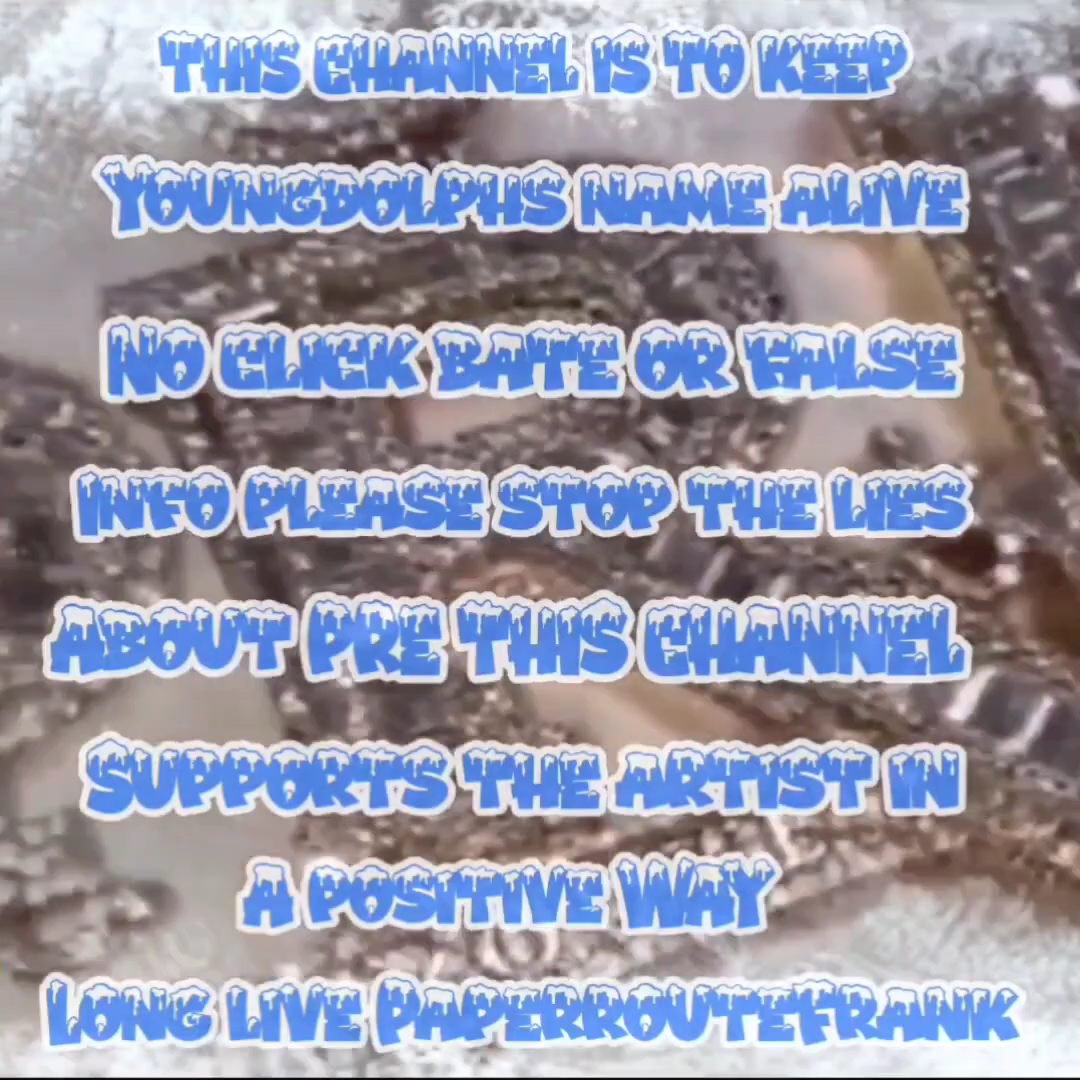 This channel is to keep
Youngdolphs name alive
No click bate or false
Info please stop the lies
about PRE This Channel
Supports the artist in
a positive Way
Long live PaperrouteFrank